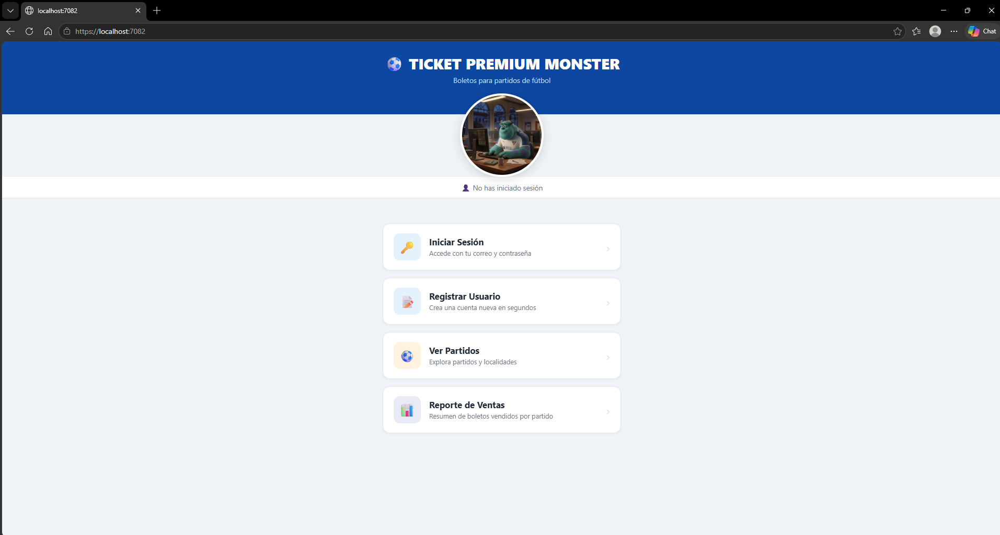 localhost:7082
https://localhost:7082
Chat
TICKET PREMIUM MONSTER
Boletos para partidos de fútbol
No has iniciado sesión
Iniciar Sesión
Accede con tu correo y contraseña
Registrar Usuario
Crea una cuenta nueva en segundos
Ver Partidos
Explora partidos y localidades
Reporte de Ventas
Resumen de boletos vendidos por partido